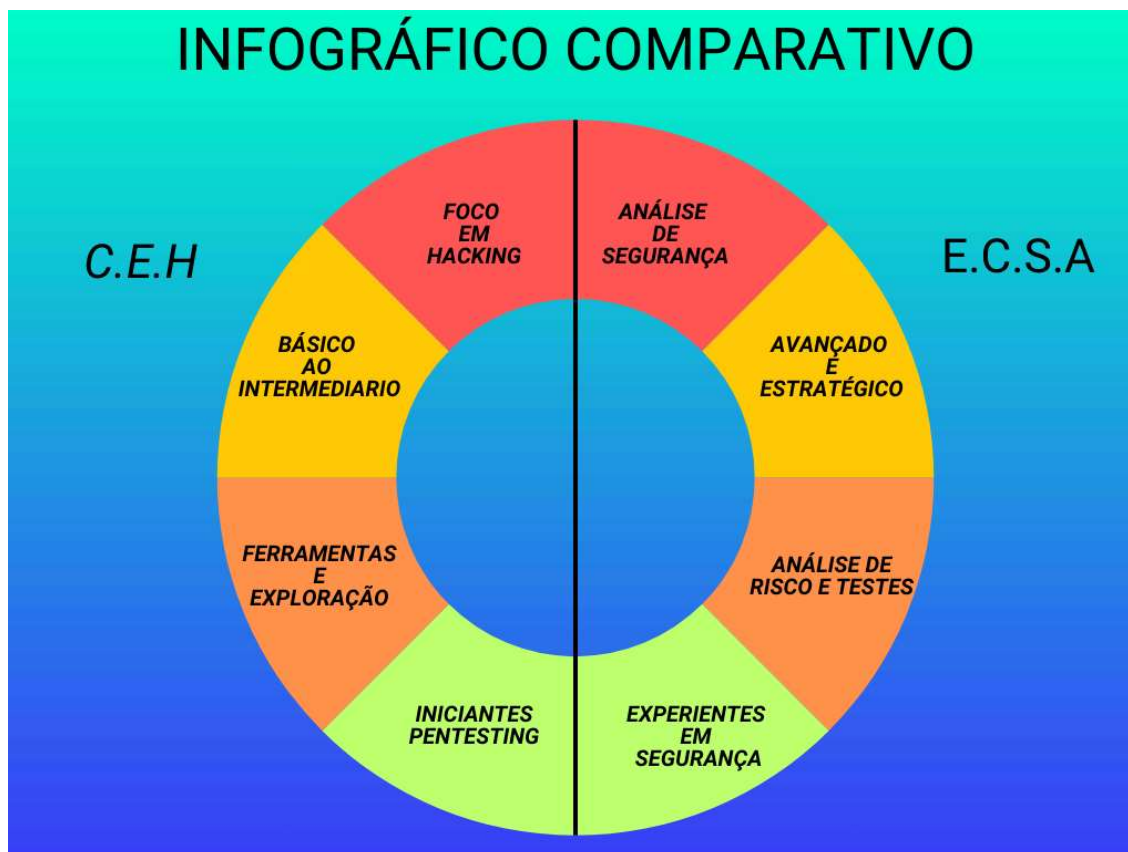 INFOGRÁFICO COMPARATIVO
C.E.H
E.C.S.A
FOCO
EM
HACKING
ANÁLISE
DE
SEGURANÇA
BÁSICO
AO
INTERMEDIARIO
AVANÇADO
E
ESTRATÉGICO
FERRAMENTAS
E
EXPLORAÇÃO
ANÁLISE DE
RISCO E TESTES
INICIANTES
PENTESTING
EXPERIENTES
EM
SEGURANÇA